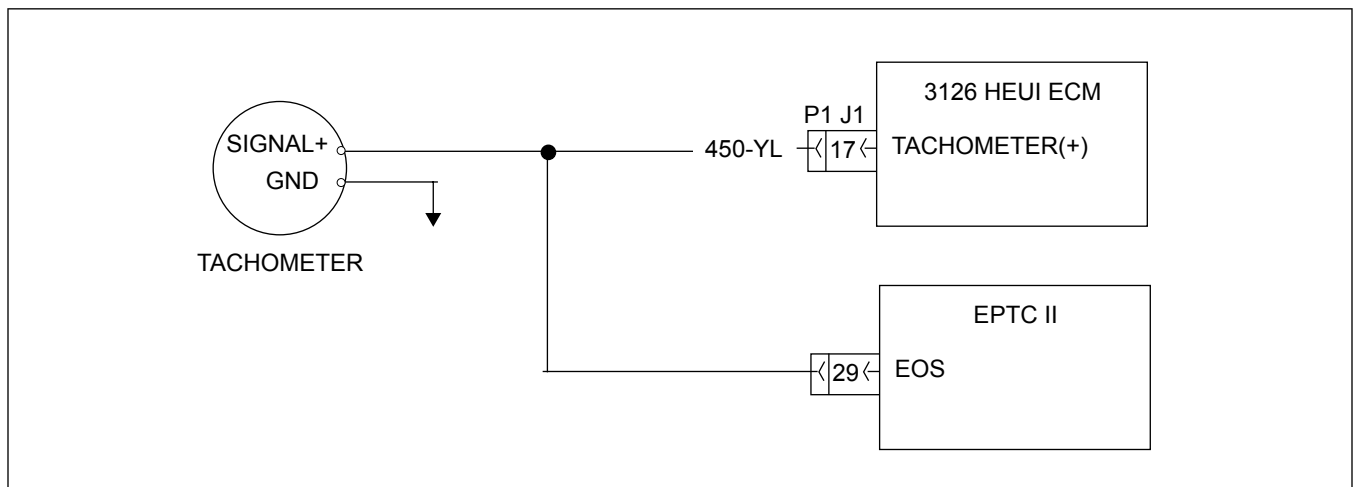 3126 HEUI ECM
P1 J1
SIGNAL+
450-YL
17
TACHOMETER(+)
GND
TACHOMETER
EPTC II
29
EOS